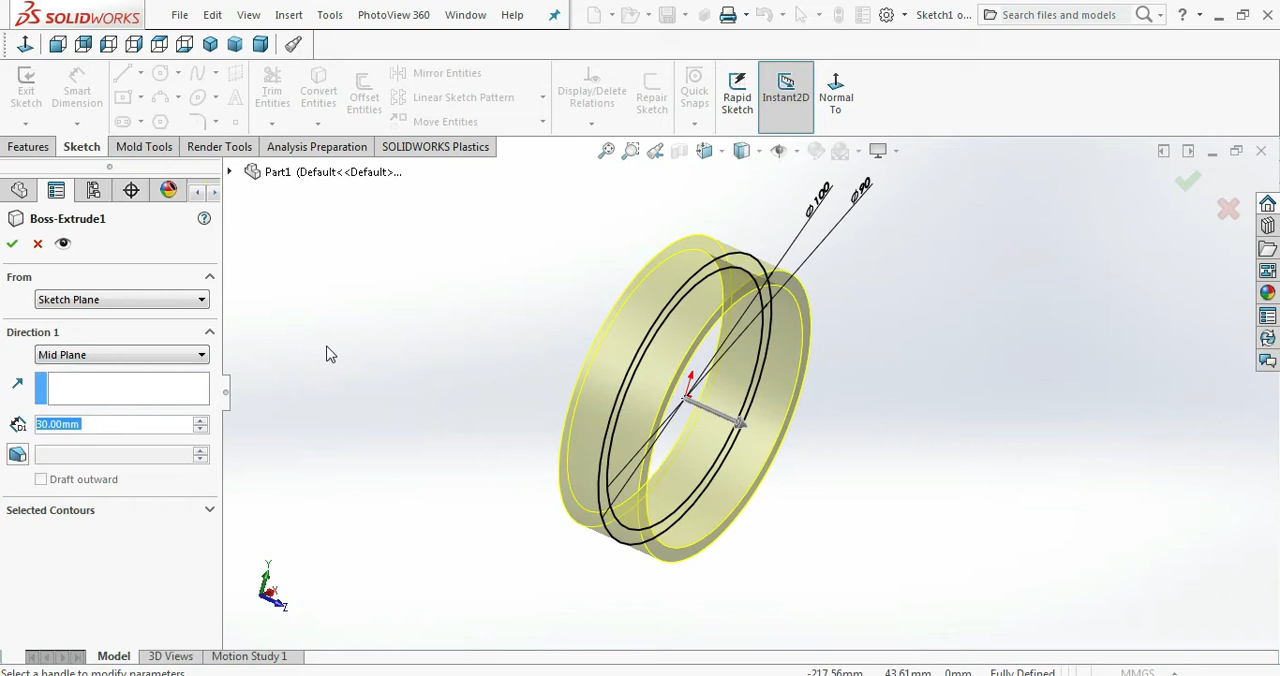 SOLIDWORKS File Edit View Insert Tools PhotoView 360 Window Help Sketch1 o... Search files and models ?
Exit Sketch Smart Dimension Trim Entities Convert Entities Offset Entities Mirror Entities Linear Sketch Pattern Move Entities Display/Delete Relations Repair Sketch Quick Snaps Rapid Sketch Instant2D Normal To
Features Sketch Mold Tools Render Tools Analysis Preparation SOLIDWORKS Plastics
Part1 (Default<<Default>...
Boss-Extrude1 ?
From
Sketch Plane
Direction 1
Mid Plane
D1 30.00mm
Draft outward
Selected Contours
Ø100 Ø90
Y
X
Z
Model 3D Views Motion Study 1
Select a handle to modify parameters -217.56mm 43.61mm 0mm Fully Defined MMGS